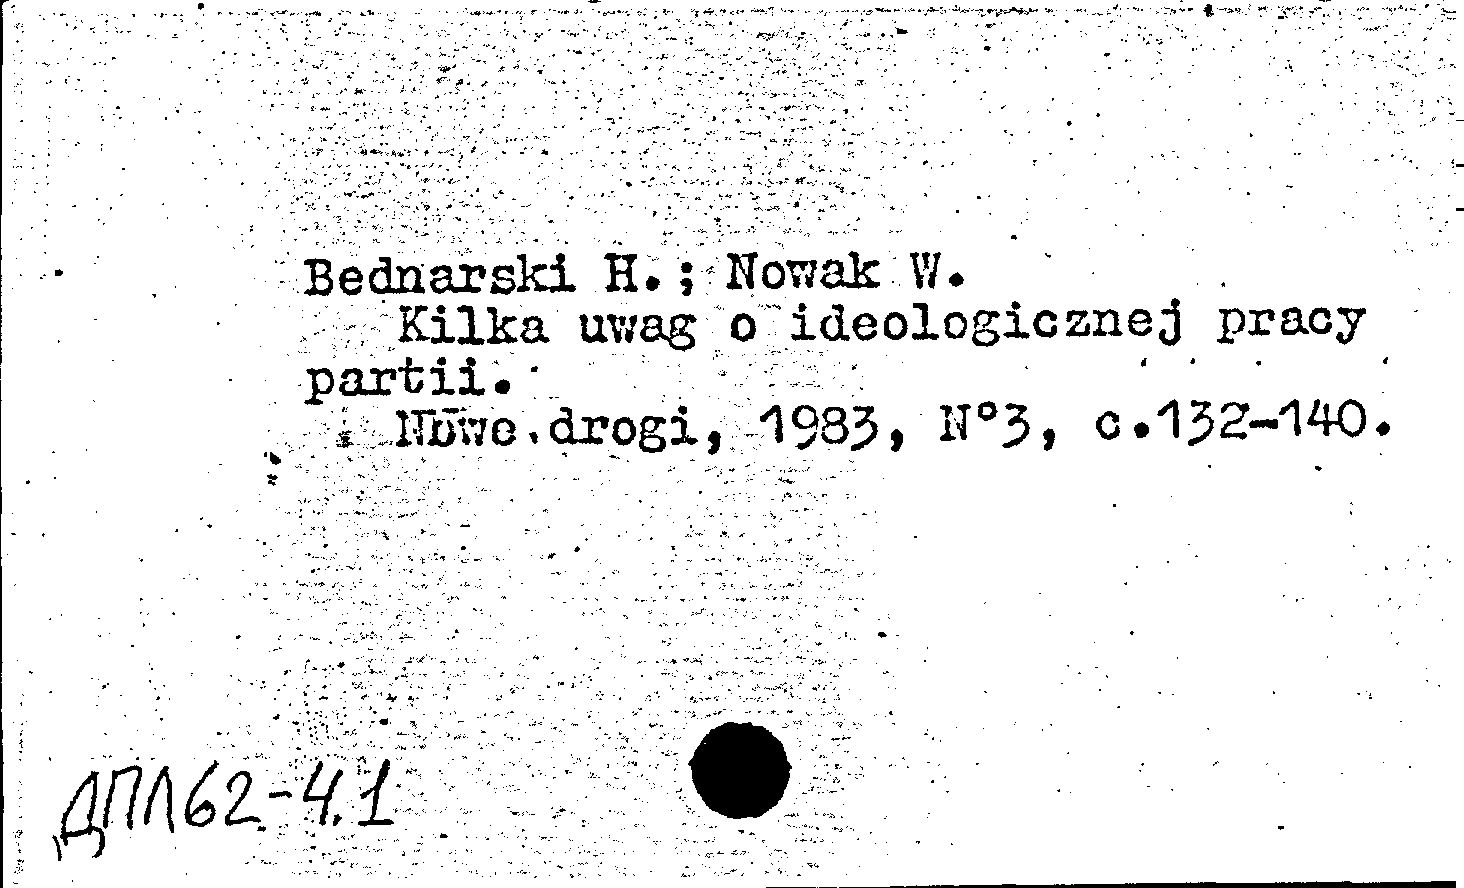 Bednarski H.; Nowak W.
Kilka uwag o ideologicznej pracy
partii.
Nowe drogi, 1983, N°3, с.132-140.
ДПЛ62-4.1